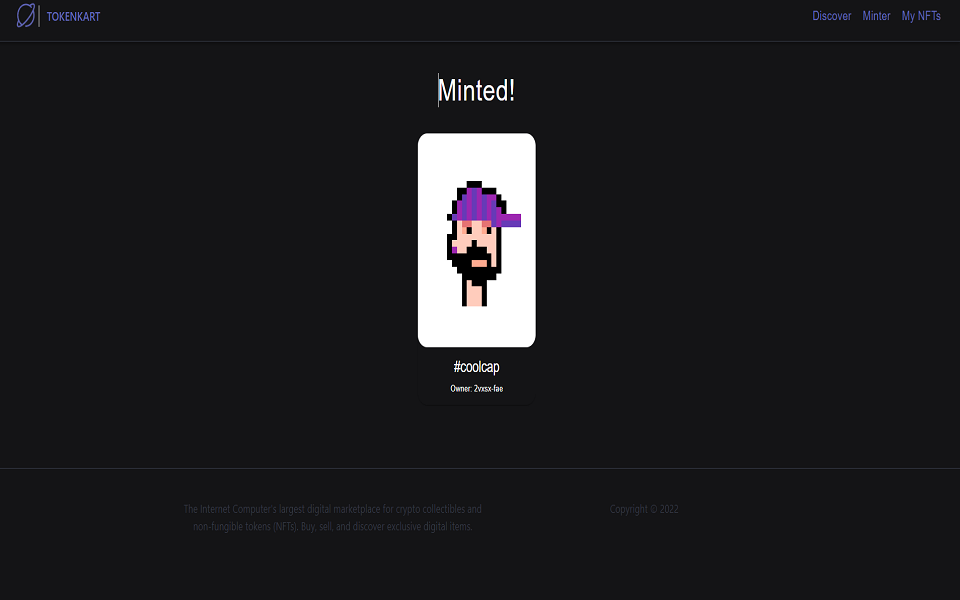 TOKENKART
Discover Minter My NFTs
Minted!
#coolcap
Owner: 2vxsx-fae
The Internet Computer's largest digital marketplace for crypto collectibles and
non-fungible tokens (NFTs). Buy, sell, and discover exclusive digital items.
Copyright © 2022